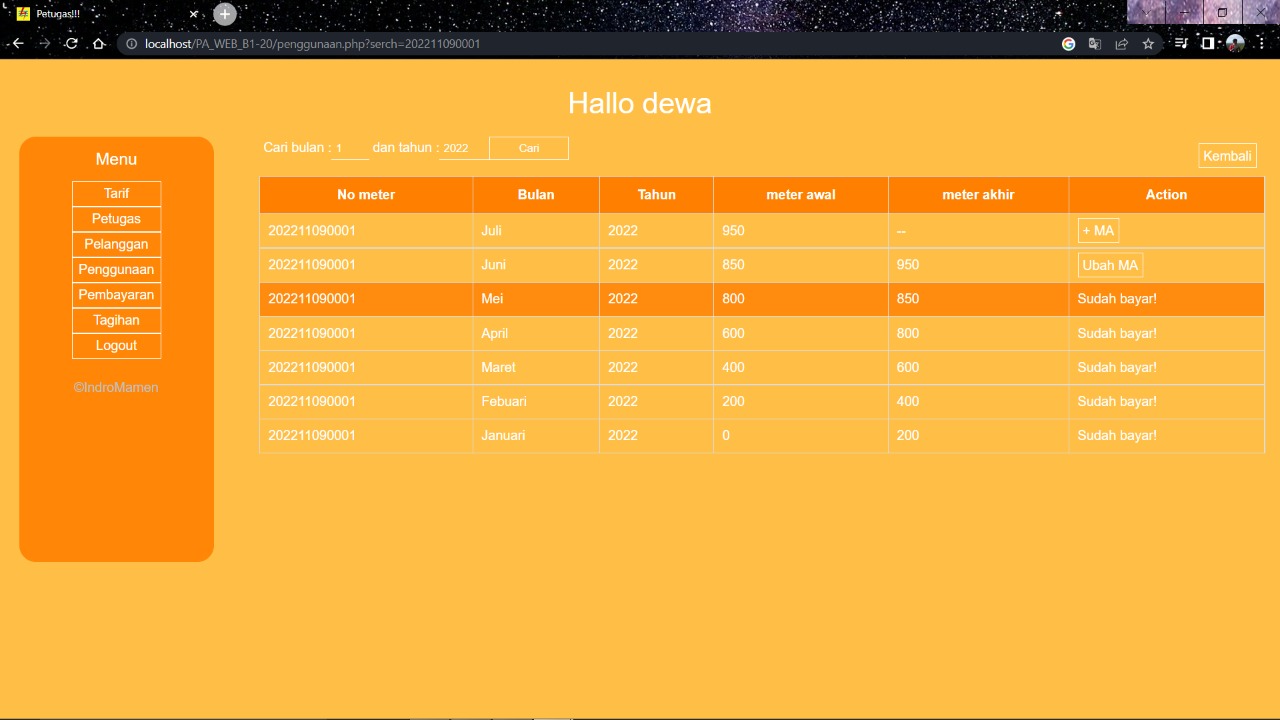 Petugas!!!
localhost/PA_WEB_B1-20/penggunaan.php?serch=202211090001
Hallo dewa
Menu
Tarif
Petugas
Pelanggan
Penggunaan
Pembayaran
Tagihan
Logout
©IndroMamen
Cari bulan : 1 dan tahun : 2022 Cari
Kembali
No meter Bulan Tahun meter awal meter akhir Action
202211090001 Juli 2022 950 -- + MA
202211090001 Juni 2022 850 950 Ubah MA
202211090001 Mei 2022 800 850 Sudah bayar!
202211090001 April 2022 600 800 Sudah bayar!
202211090001 Maret 2022 400 600 Sudah bayar!
202211090001 Febuari 2022 200 400 Sudah bayar!
202211090001 Januari 2022 0 200 Sudah bayar!